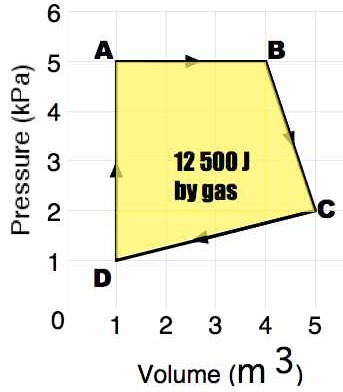 6
A B
5
4
3
2
1
0
Pressure (kPa)
12 500 J
by gas
C
D
1 2 3 4 5
Volume (m 3)